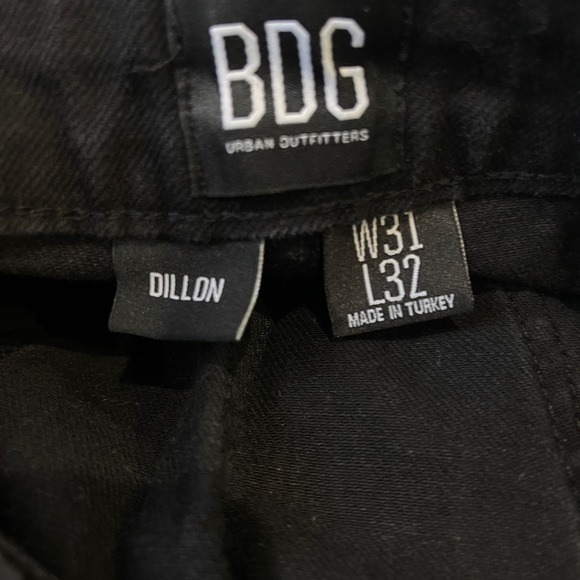 BDG
URBAN OUTFITTERS
DILLON
W31
L32
MADE IN TURKEY